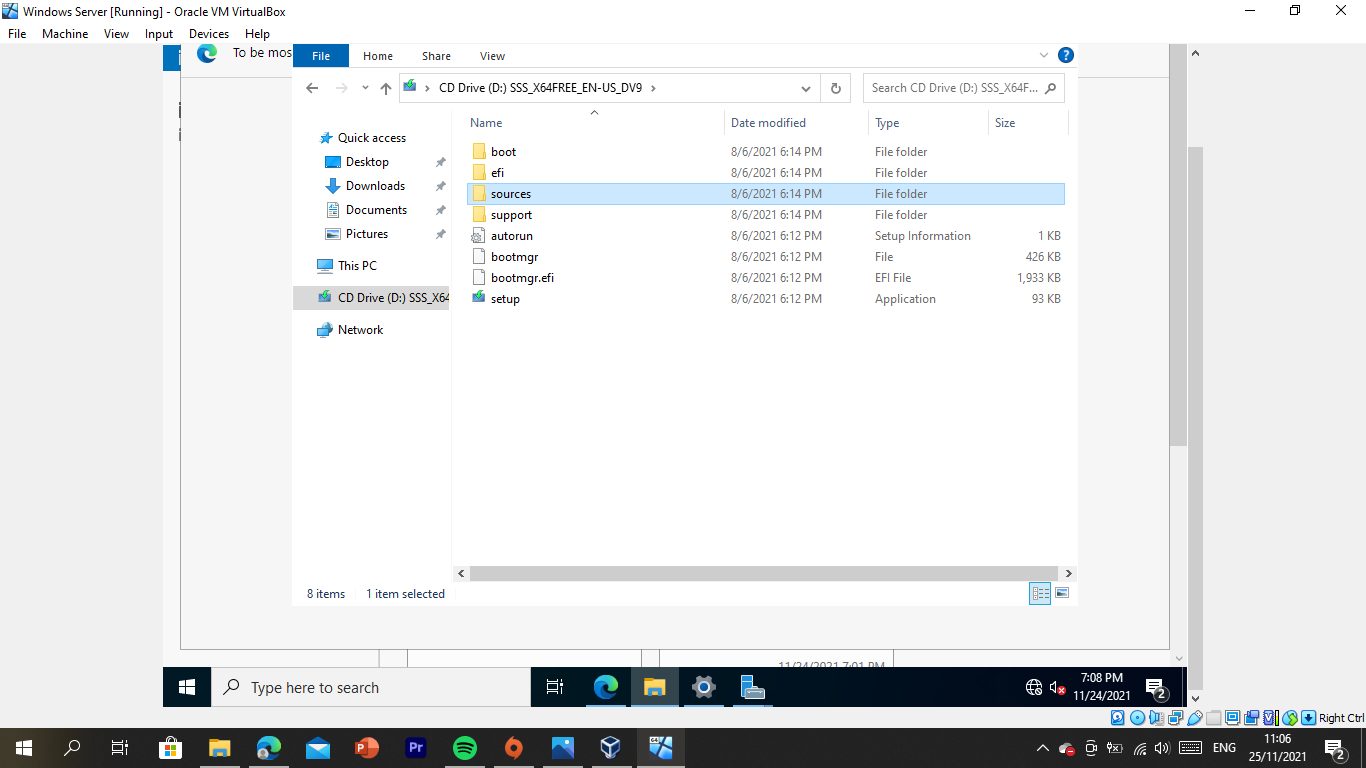 Windows Server [Running] - Oracle VM VirtualBox
File Machine View Input Devices Help
To be mos
File Home Share View
CD Drive (D:) SSS_X64FREE_EN-US_DV9
Search CD Drive (D:) SSS_X64F...
Name Date modified Type Size
Quick access
Desktop
Downloads
Documents
Pictures
This PC
CD Drive (D:) SSS_X64
Network
boot 8/6/2021 6:14 PM File folder
efi 8/6/2021 6:14 PM File folder
sources 8/6/2021 6:14 PM File folder
support 8/6/2021 6:14 PM File folder
autorun 8/6/2021 6:12 PM Setup Information 1 KB
bootmgr 8/6/2021 6:12 PM File 426 KB
bootmgr.efi 8/6/2021 6:12 PM EFI File 1,933 KB
setup 8/6/2021 6:12 PM Application 93 KB
8 items 1 item selected
11/24/2021 7:01 PM
Type here to search
7:08 PM
11/24/2021
2
Right Ctrl
P
Pr
64
ENG
11:06
25/11/2021
2